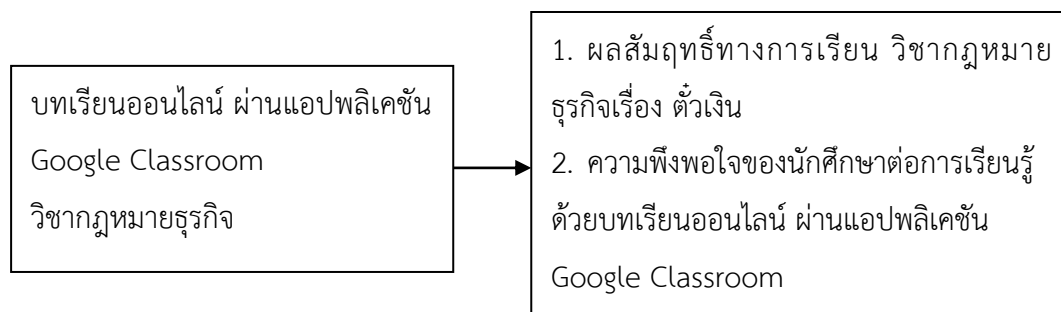 บทเรียนออนไลน์ ผ่านแอปพลิเคชัน
Google Classroom
วิชากฎหมายธุรกิจ
1. ผลสัมฤทธิ์ทางการเรียน วิชากฎหมาย
ธุรกิจเรื่อง ตั๋วเงิน
2. ความพึงพอใจของนักศึกษาต่อการเรียนรู้
ด้วยบทเรียนออนไลน์ ผ่านแอปพลิเคชัน
Google Classroom